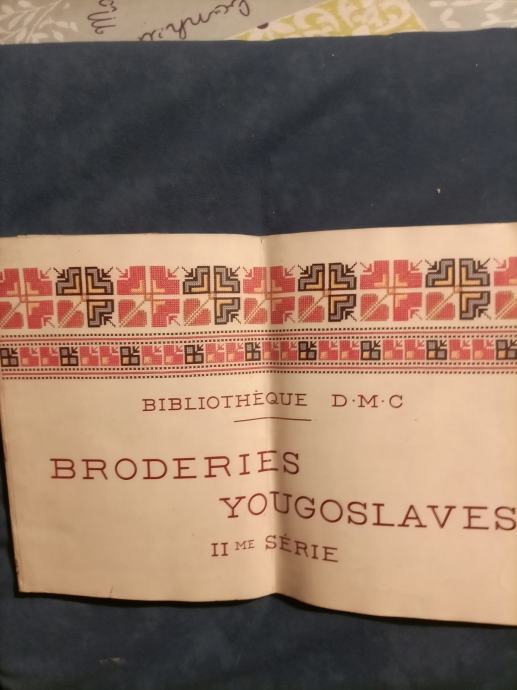 BIBLIOTHÈQUE D·M·C
BRODERIES
YOUGOSLAVES
II ME SÉRIE